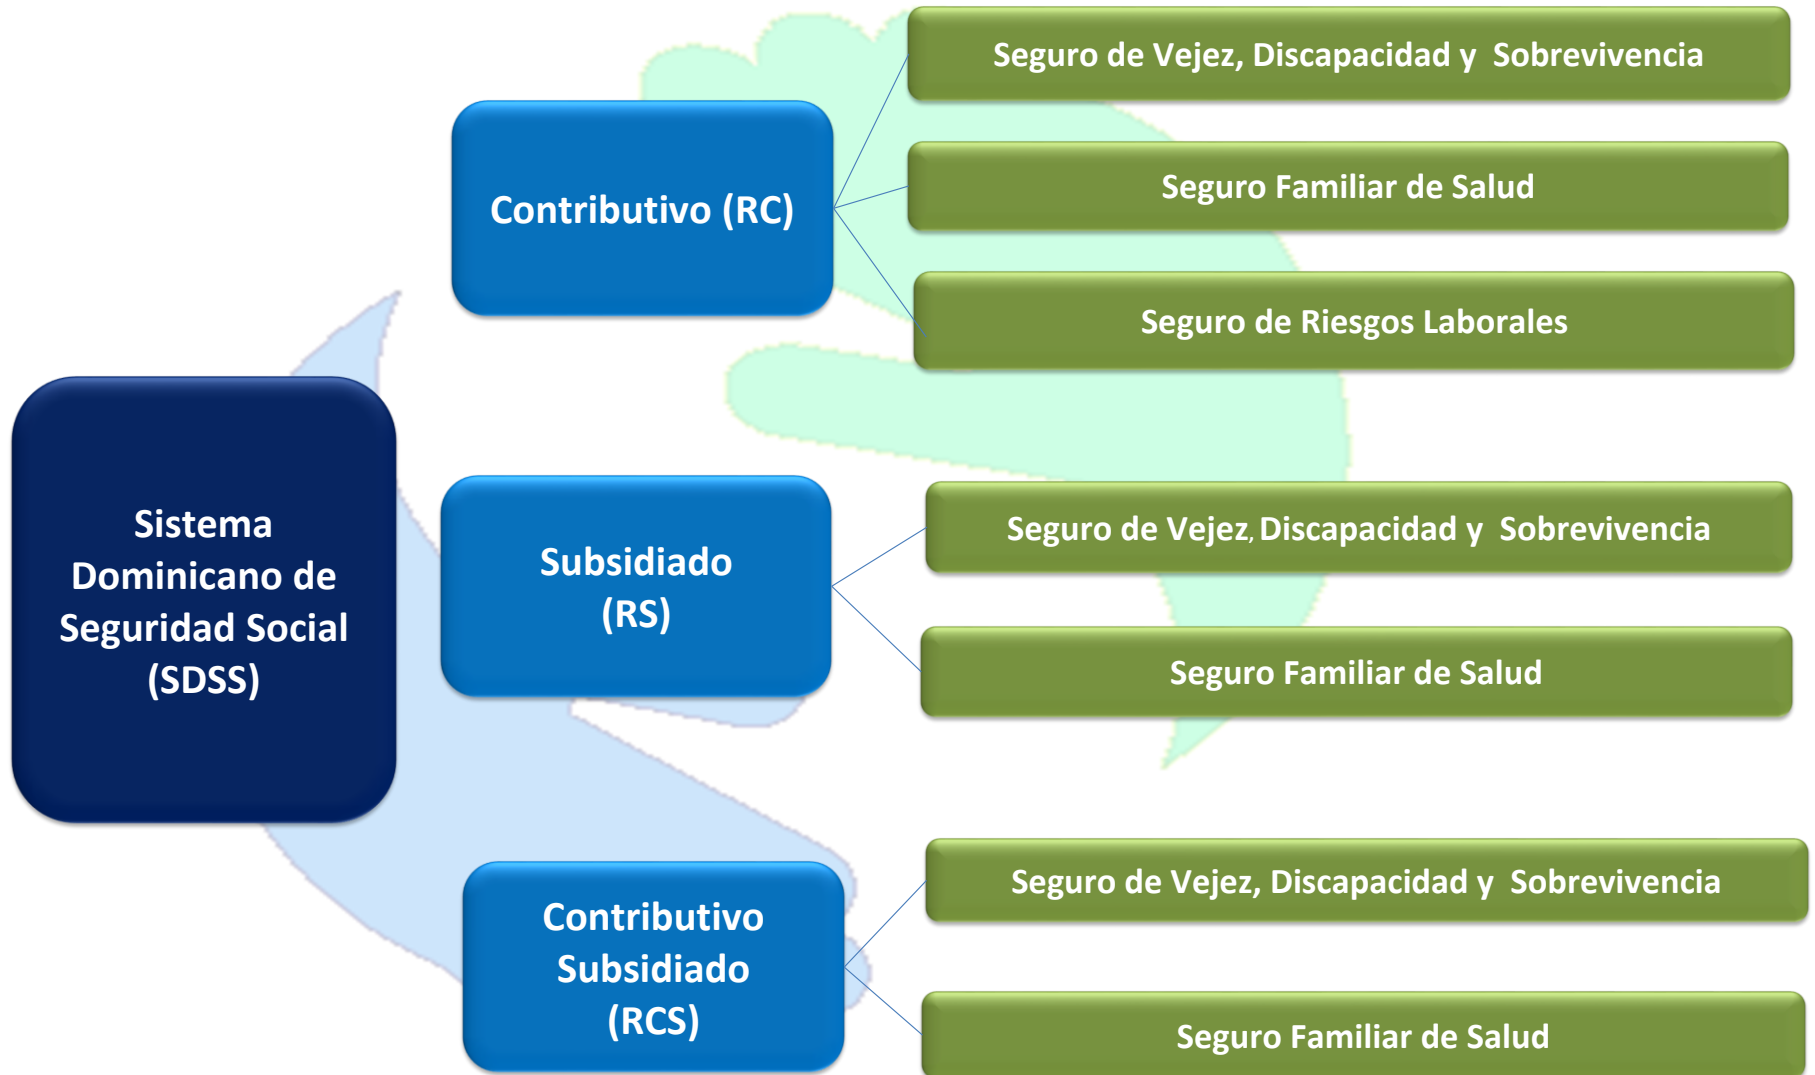 Sistema
Dominicano de
Seguridad Social
(SDSS)
Contributivo (RC)
Seguro de Vejez, Discapacidad y  Sobrevivencia
Seguro Familiar de Salud
Seguro de Riesgos Laborales
Subsidiado
(RS)
Seguro de Vejez, Discapacidad y  Sobrevivencia
Seguro Familiar de Salud
Contributivo
Subsidiado
(RCS)
Seguro de Vejez, Discapacidad y  Sobrevivencia
Seguro Familiar de Salud